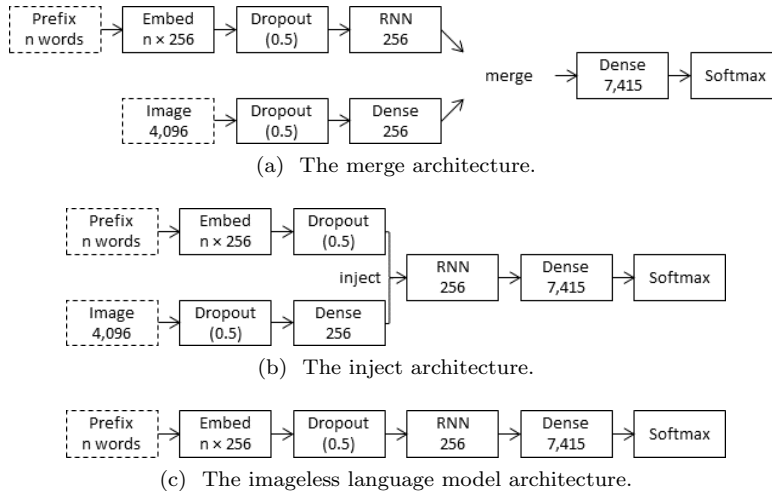 Prefix
n words
Embed
n × 256
Dropout
(0.5)
RNN
256
merge
Dense
7,415
Softmax
Image
4,096
Dropout
(0.5)
Dense
256
(a) The merge architecture.
Prefix
n words
Embed
n × 256
Dropout
(0.5)
inject
RNN
256
Dense
7,415
Softmax
Image
4,096
Dropout
(0.5)
Dense
256
(b) The inject architecture.
Prefix
n words
Embed
n × 256
Dropout
(0.5)
RNN
256
Dense
7,415
Softmax
(c) The imageless language model architecture.